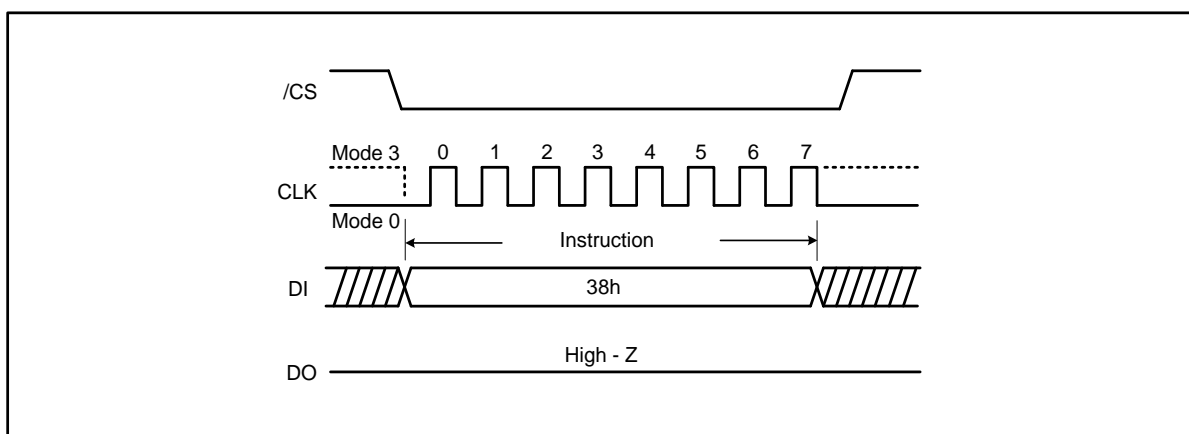 /CS
Mode 3 0 1 2 3 4 5 6 7
CLK
Mode 0
Instruction
DI 38h
High - Z
DO